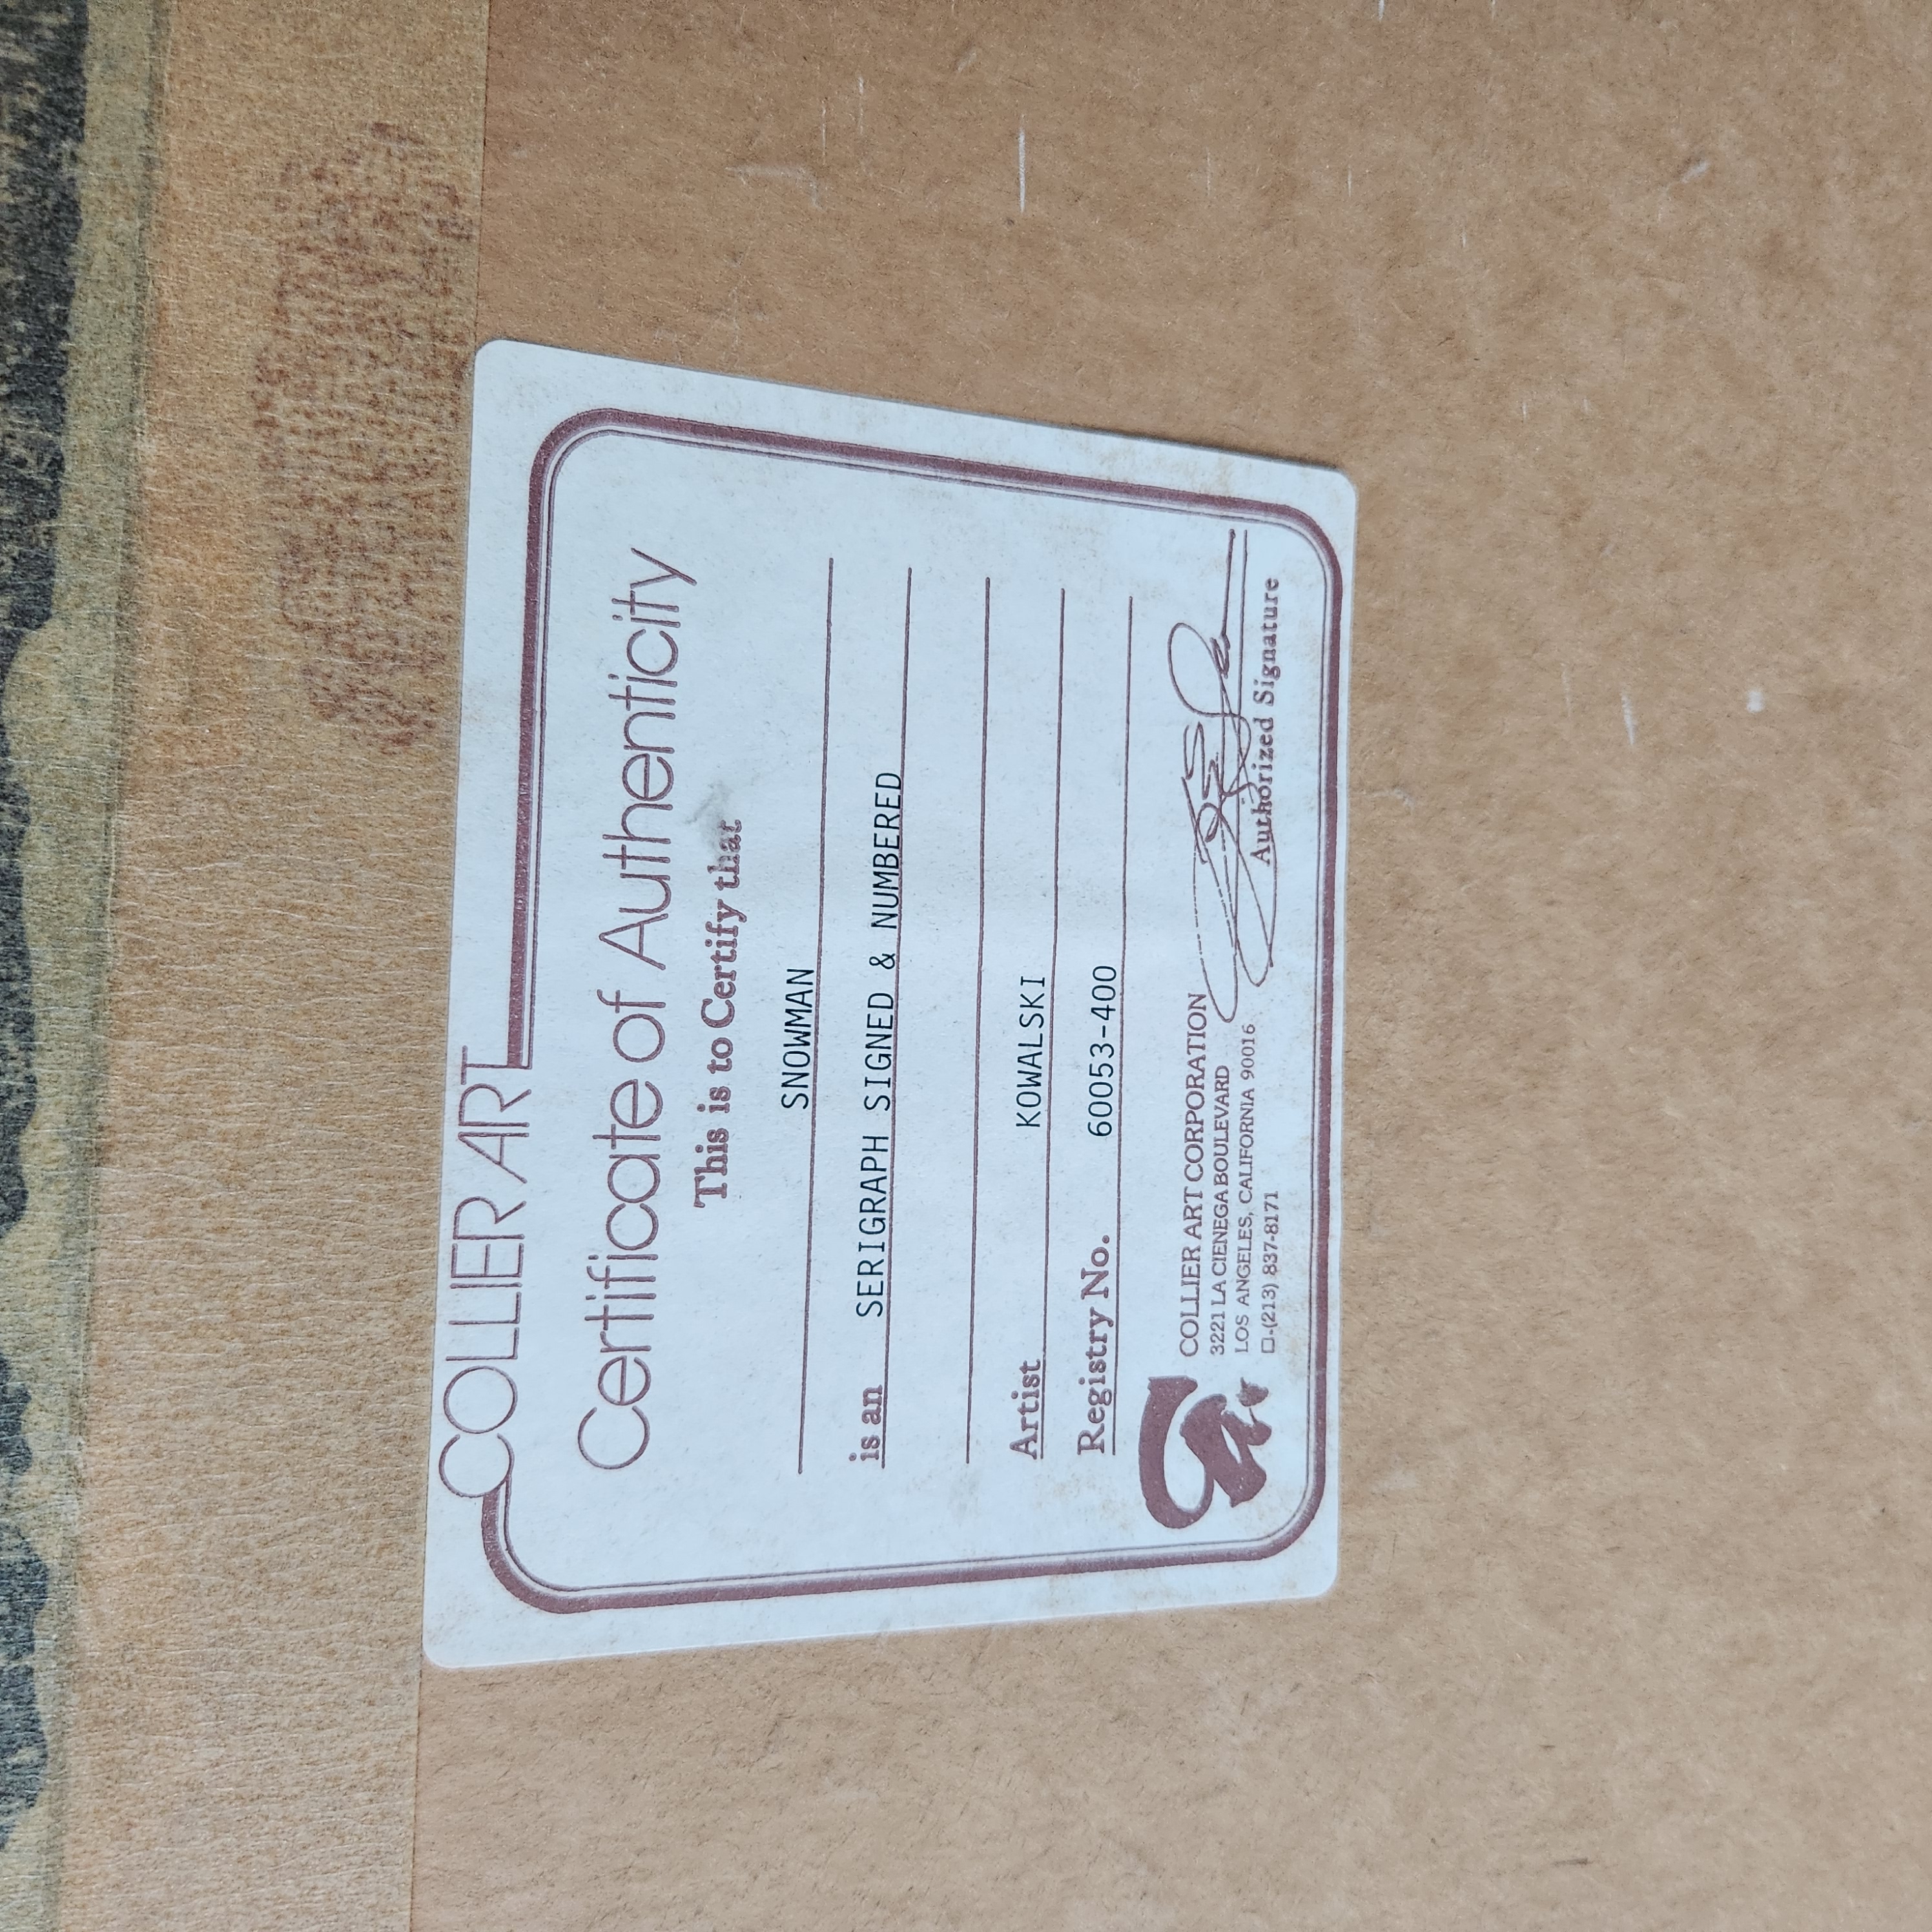 COLLIER ART
Certificate of Authenticity
This is to Certify that
SNOWMAN
is an SERIGRAPH SIGNED & NUMBERED
Artist KOWALSKI
Registry No. 60053-400
COLLIER ART CORPORATION
3221 LA CIENEGA BOULEVARD
LOS ANGELES, CALIFORNIA 90016
☐-(213) 837-8171
Authorized Signature